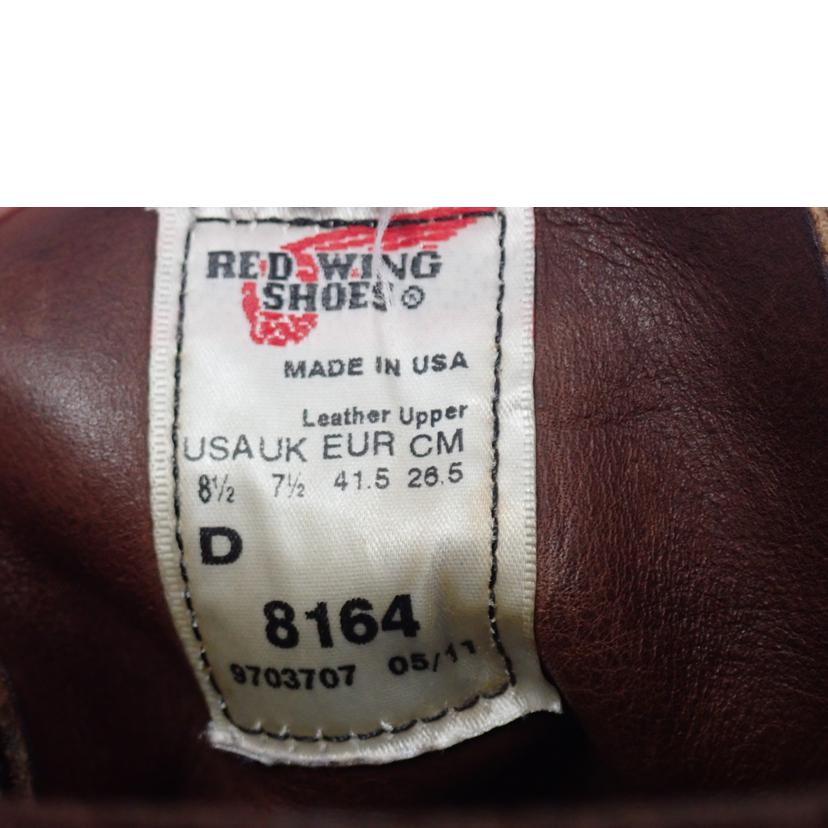 RED WING
SHOES®
MADE IN USA
Leather Upper
USA UK EUR CM
8½ 7½ 41.5 26.5
D
8164
9703707 05/11